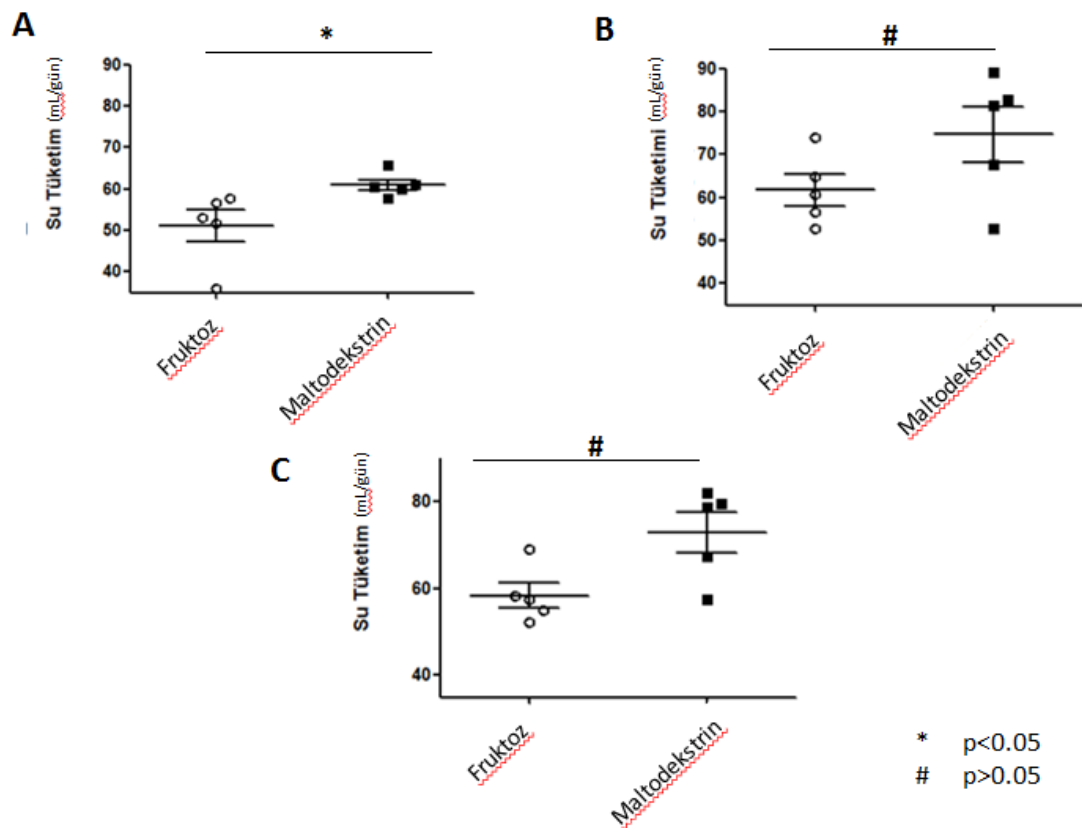 A
*
90
80
70
60
50
40
Su Tüketim (mL/gün)
Fruktoz
Maltodekstrin
B
#
90
80
70
60
50
40
Su Tüketimi (mL/gün)
Fruktoz
Maltodekstrin
C
#
80
60
40
Su Tüketim (mL/gün)
Fruktoz
Maltodekstrin
* p<0.05
# p>0.05